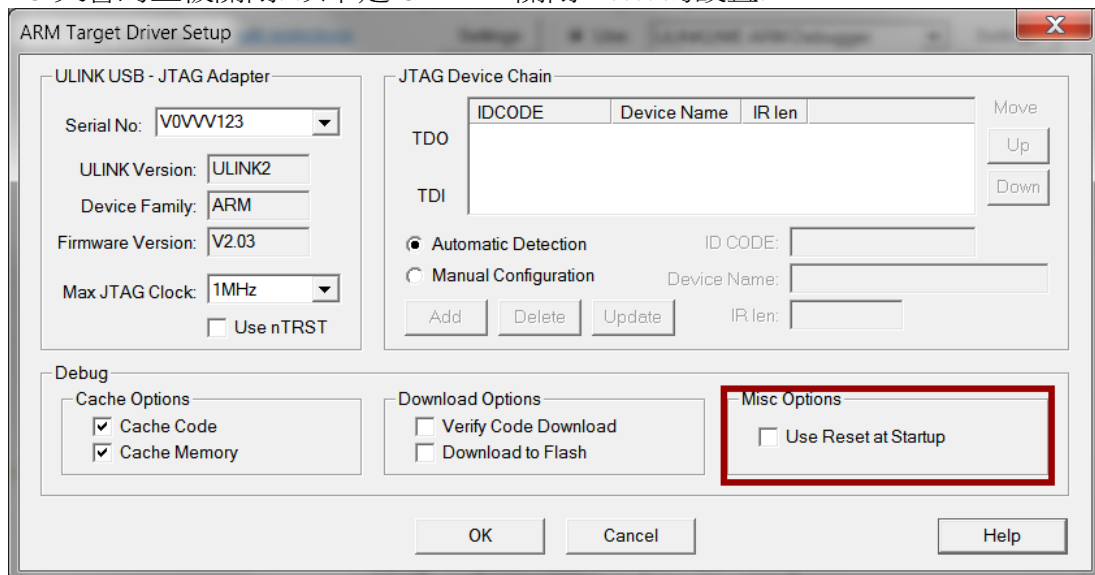 ARM Target Driver Setup
ULINK USB - JTAG Adapter
Serial No: V0VVV123
ULINK Version: ULINK2
Device Family: ARM
Firmware Version: V2.03
Max JTAG Clock: 1MHz
Use nTRST
JTAG Device Chain
IDCODE Device Name IR len
Move
TDO
Up
TDI
Down
Automatic Detection
ID CODE:
Manual Configuration
Device Name:
Add Delete Update
IR len:
Debug
Cache Options
Cache Code
Cache Memory
Download Options
Verify Code Download
Download to Flash
Misc Options
Use Reset at Startup
OK Cancel Help